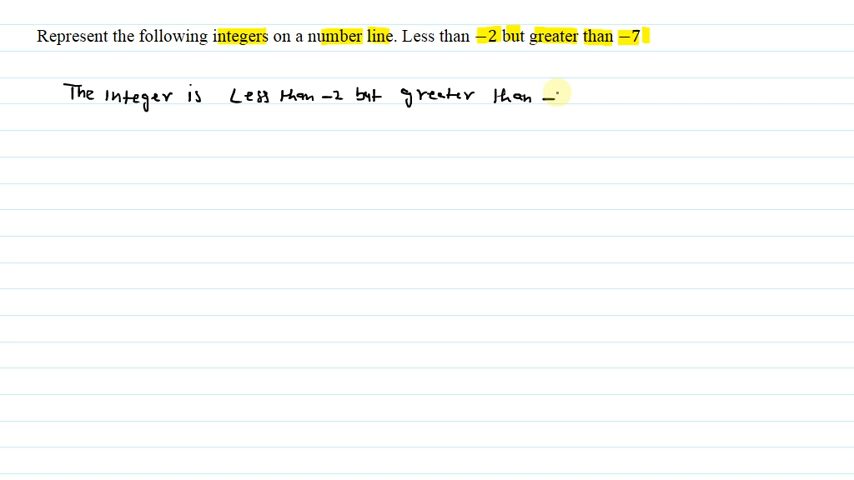 Represent the following integers on a number line. Less than −2 but greater than −7
The integer is Less than −2 but greater than −